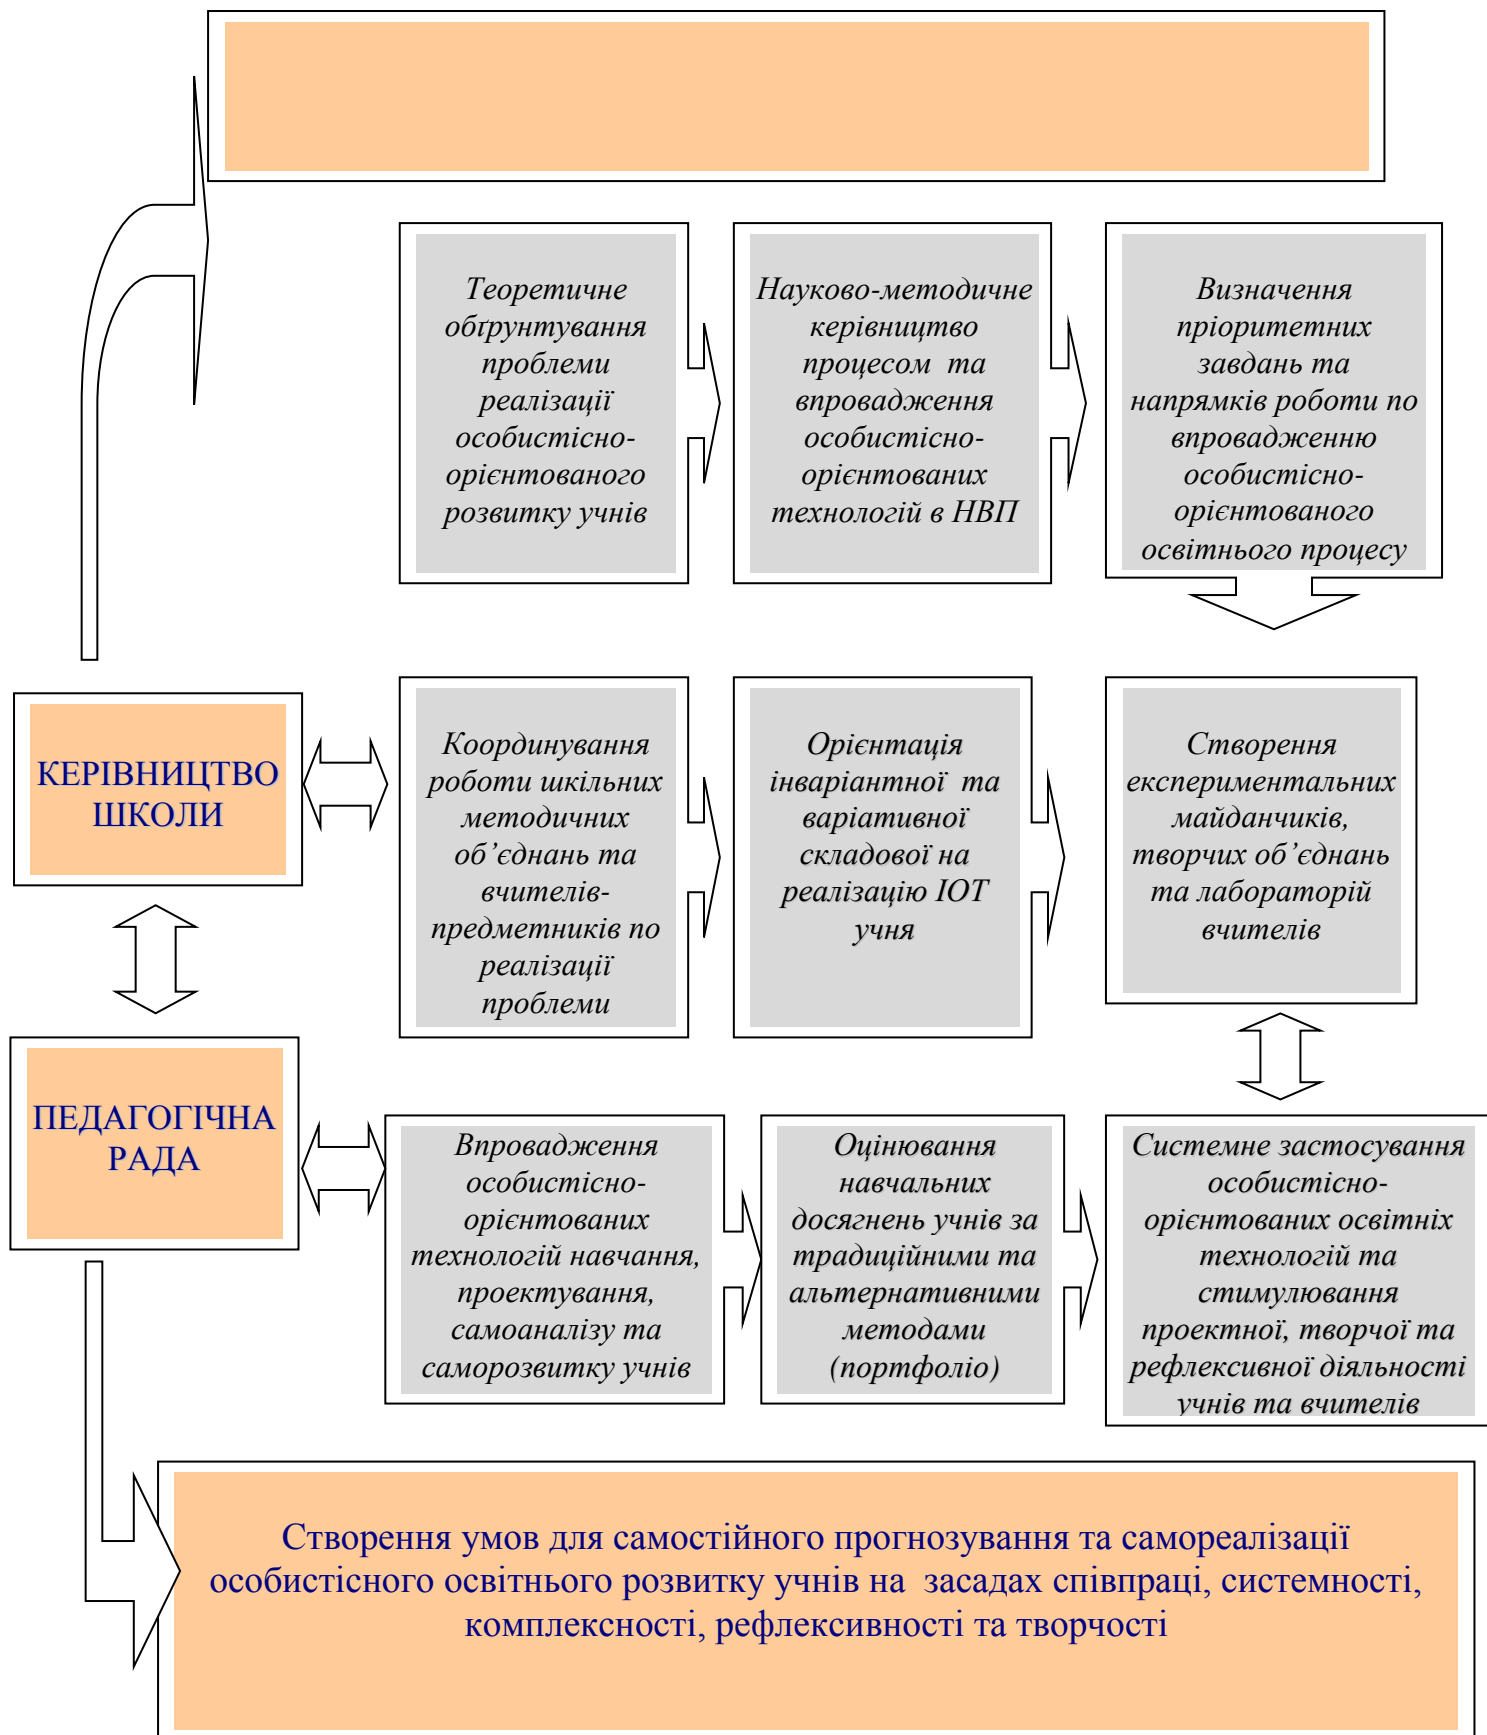 Теоретичне
обґрунтування
проблеми
реалізації
особистісно-
орієнтованого
розвитку учнів
Науково-методичне
керівництво
процесом та
впровадження
особистісно-
орієнтованих
технологій в НВП
Визначення
пріоритетних
завдань та
напрямків роботи по
впровадженню
особистісно-
орієнтованого
освітнього процесу
КЕРІВНИЦТВО
ШКОЛИ
Координування
роботи шкільних
методичних
об’єднань та
вчителів-
предметників по
реалізації
проблеми
Орієнтація
інваріантної та
варіативної
складової на
реалізацію ІОТ
учня
Створення
експериментальних
майданчиків,
творчих об’єднань
та лабораторій
вчителів
ПЕДАГОГІЧНА
РАДА
Впровадження
особистісно-
орієнтованих
технологій навчання,
проектування,
самоаналізу та
саморозвитку учнів
Оцінювання
навчальних
досягнень учнів за
традиційними та
альтернативними
методами
(портфоліо)
Системне застосування
особистісно-
орієнтованих освітніх
технологій та
стимулювання
проектної, творчої та
рефлексивної діяльності
учнів та вчителів
Створення умов для самостійного прогнозування та самореалізації
особистісного освітнього розвитку учнів на засадах співпраці, системності,
комплексності, рефлексивності та творчості